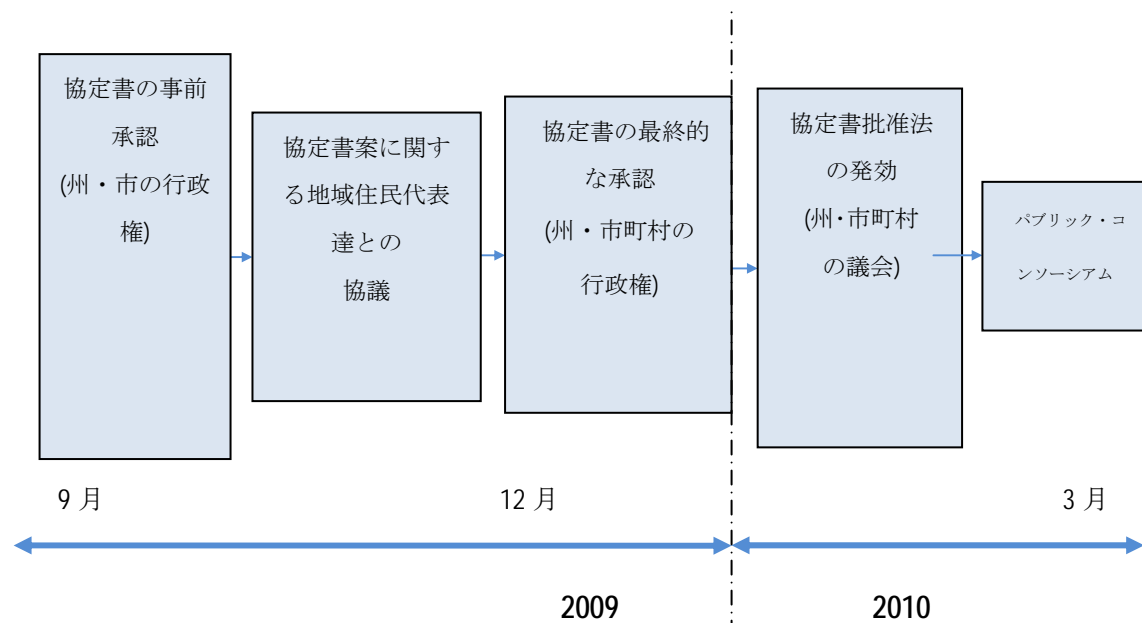 協定書の事前
承認
(州・市の行政
権)
協定書案に関す
る地域住民代表
達との
協議
協定書の最終的
な承認
(州・市町村の
行政権)
協定書批准法
の発効
(州･市町村
の議会)
パブリック・コ
ンソーシアム
9 月
12 月
3 月
2009
2010